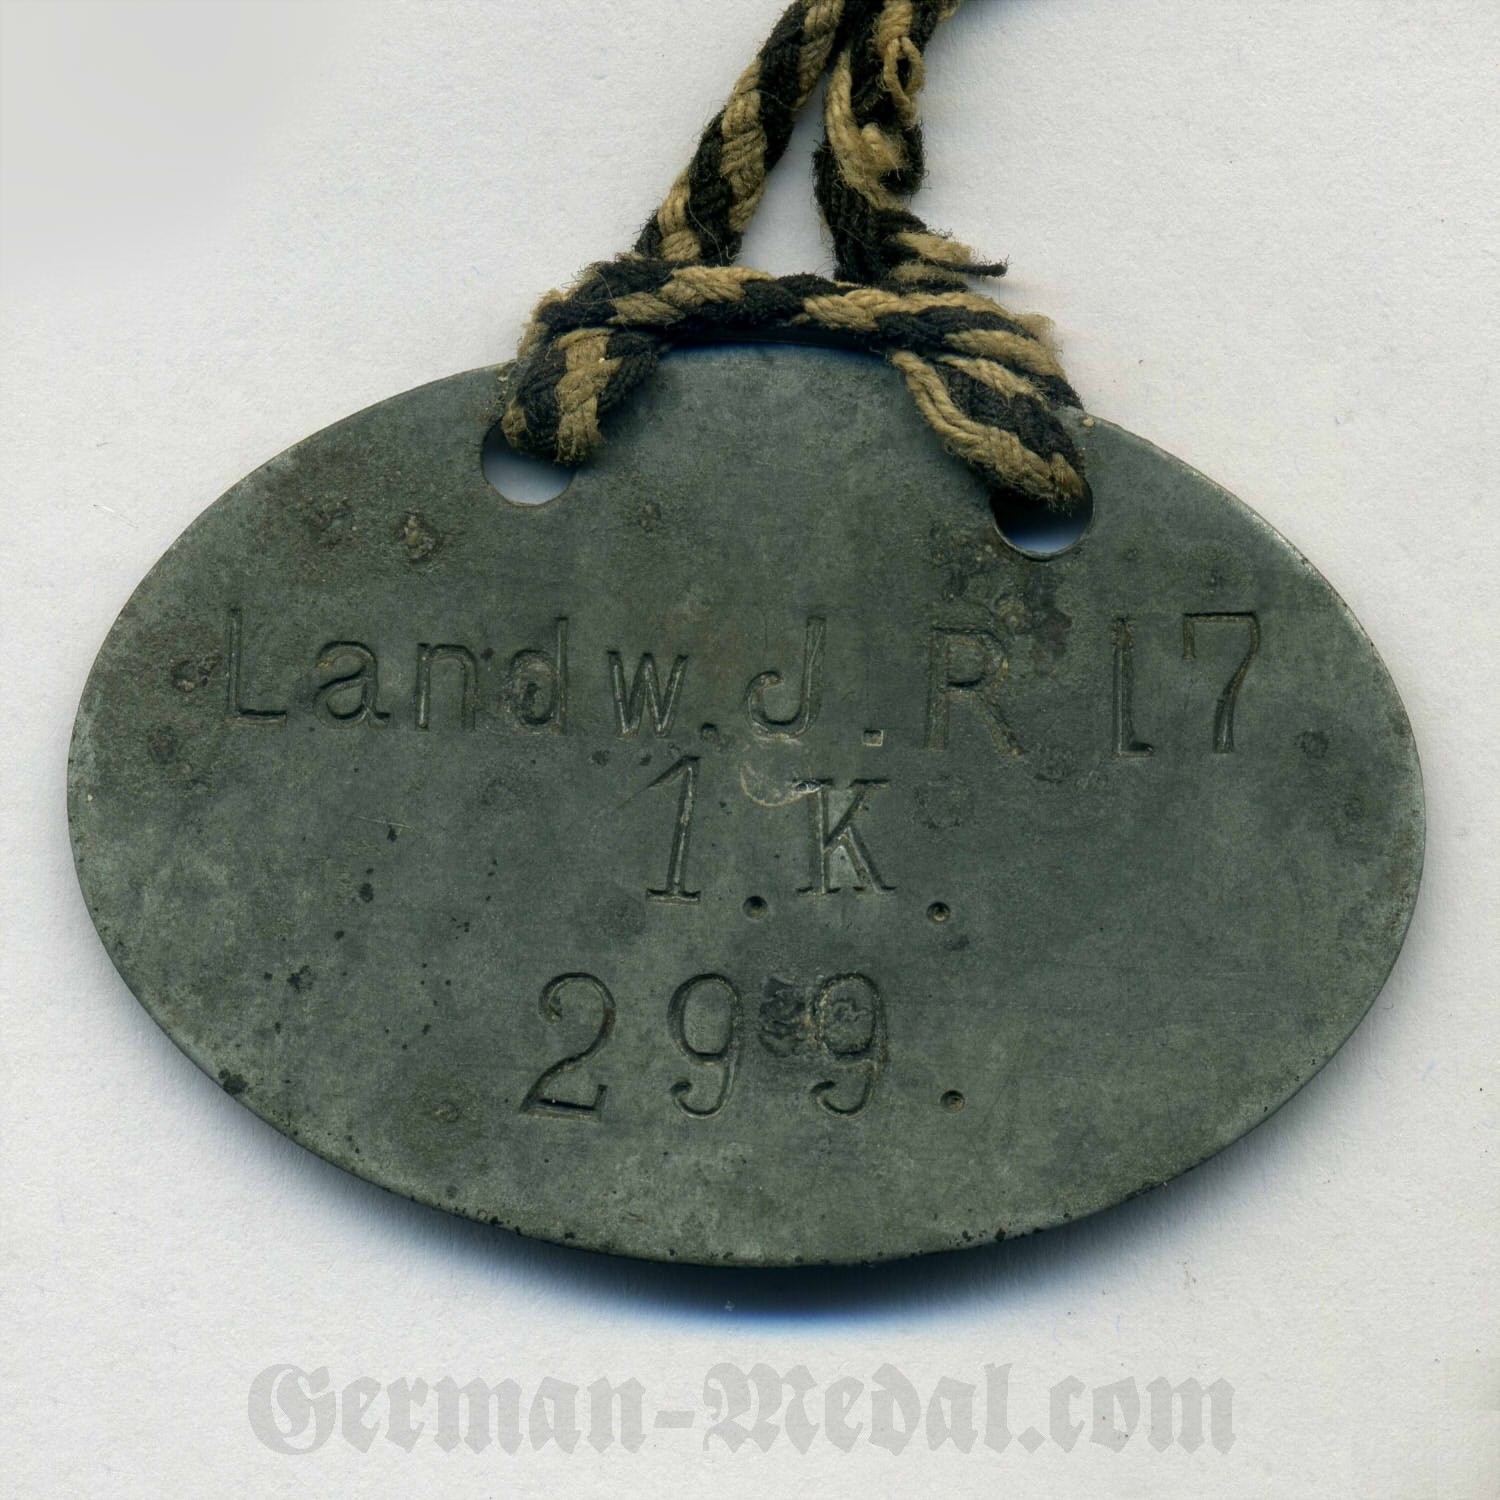 Landw. J. R 17.
1. K.
299.
German-Medal.com